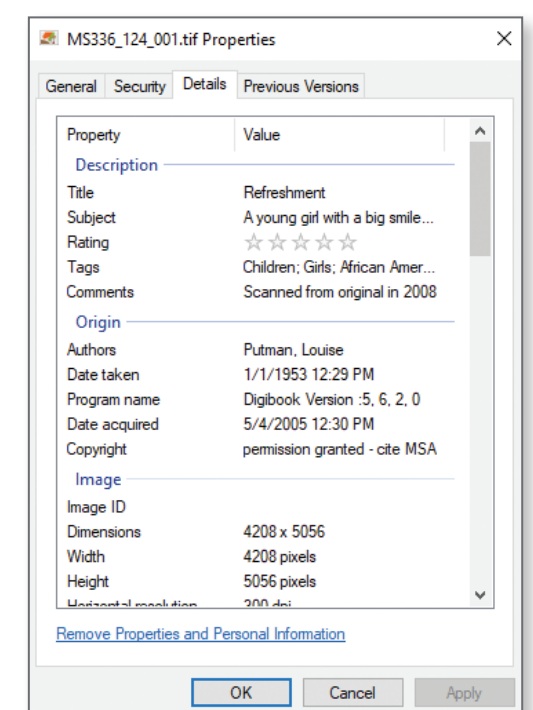 MS336_124_001.tif Properties
General Security Details Previous Versions
Property Value
Description
Title Refreshment
Subject A young girl with a big smile...
Rating
Tags Children; Girls; African Amer...
Comments Scanned from original in 2008
Origin
Authors Putman, Louise
Date taken 1/1/1953 12:29 PM
Program name Digibook Version :5, 6, 2, 0
Date acquired 5/4/2005 12:30 PM
Copyright permission granted - cite MSA
Image
Image ID
Dimensions 4208 x 5056
Width 4208 pixels
Height 5056 pixels
Horizontal resolution 300 dpi
Remove Properties and Personal Information
OK Cancel Apply